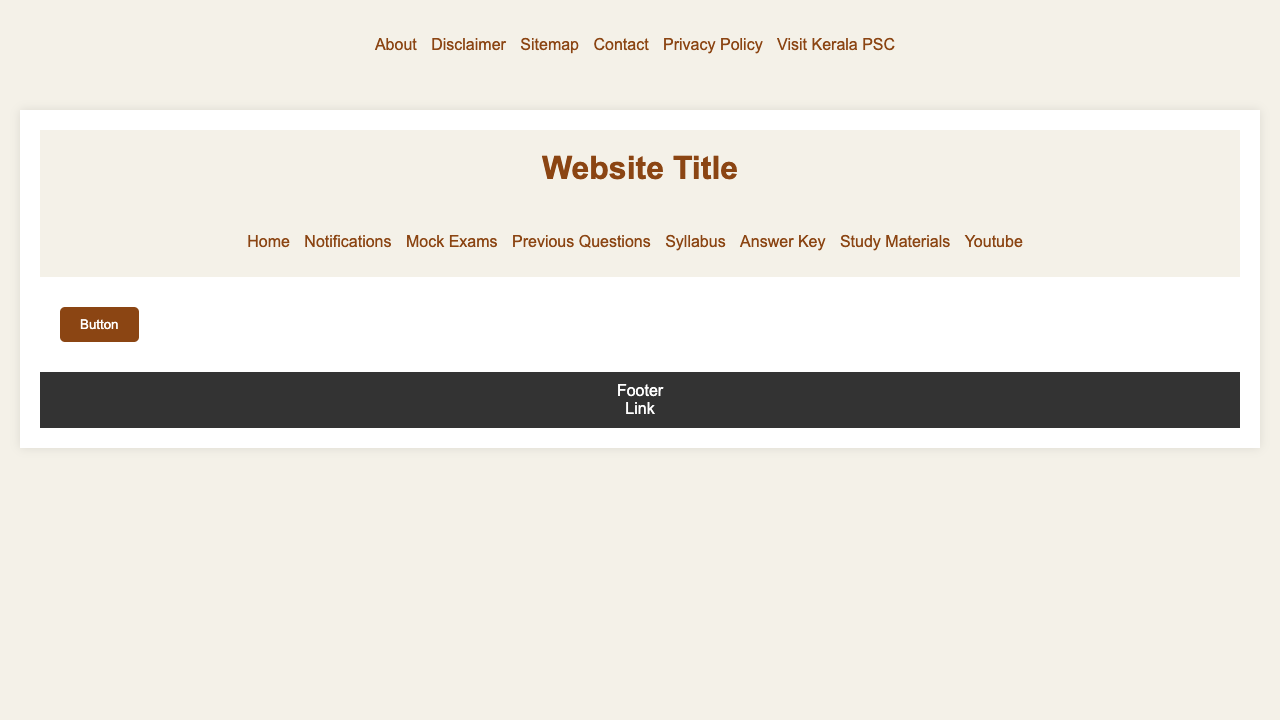 About Disclaimer Sitemap Contact Privacy Policy Visit Kerala PSC
Website Title
Home Notifications Mock Exams Previous Questions Syllabus Answer Key Study Materials Youtube
Button
Footer
Link